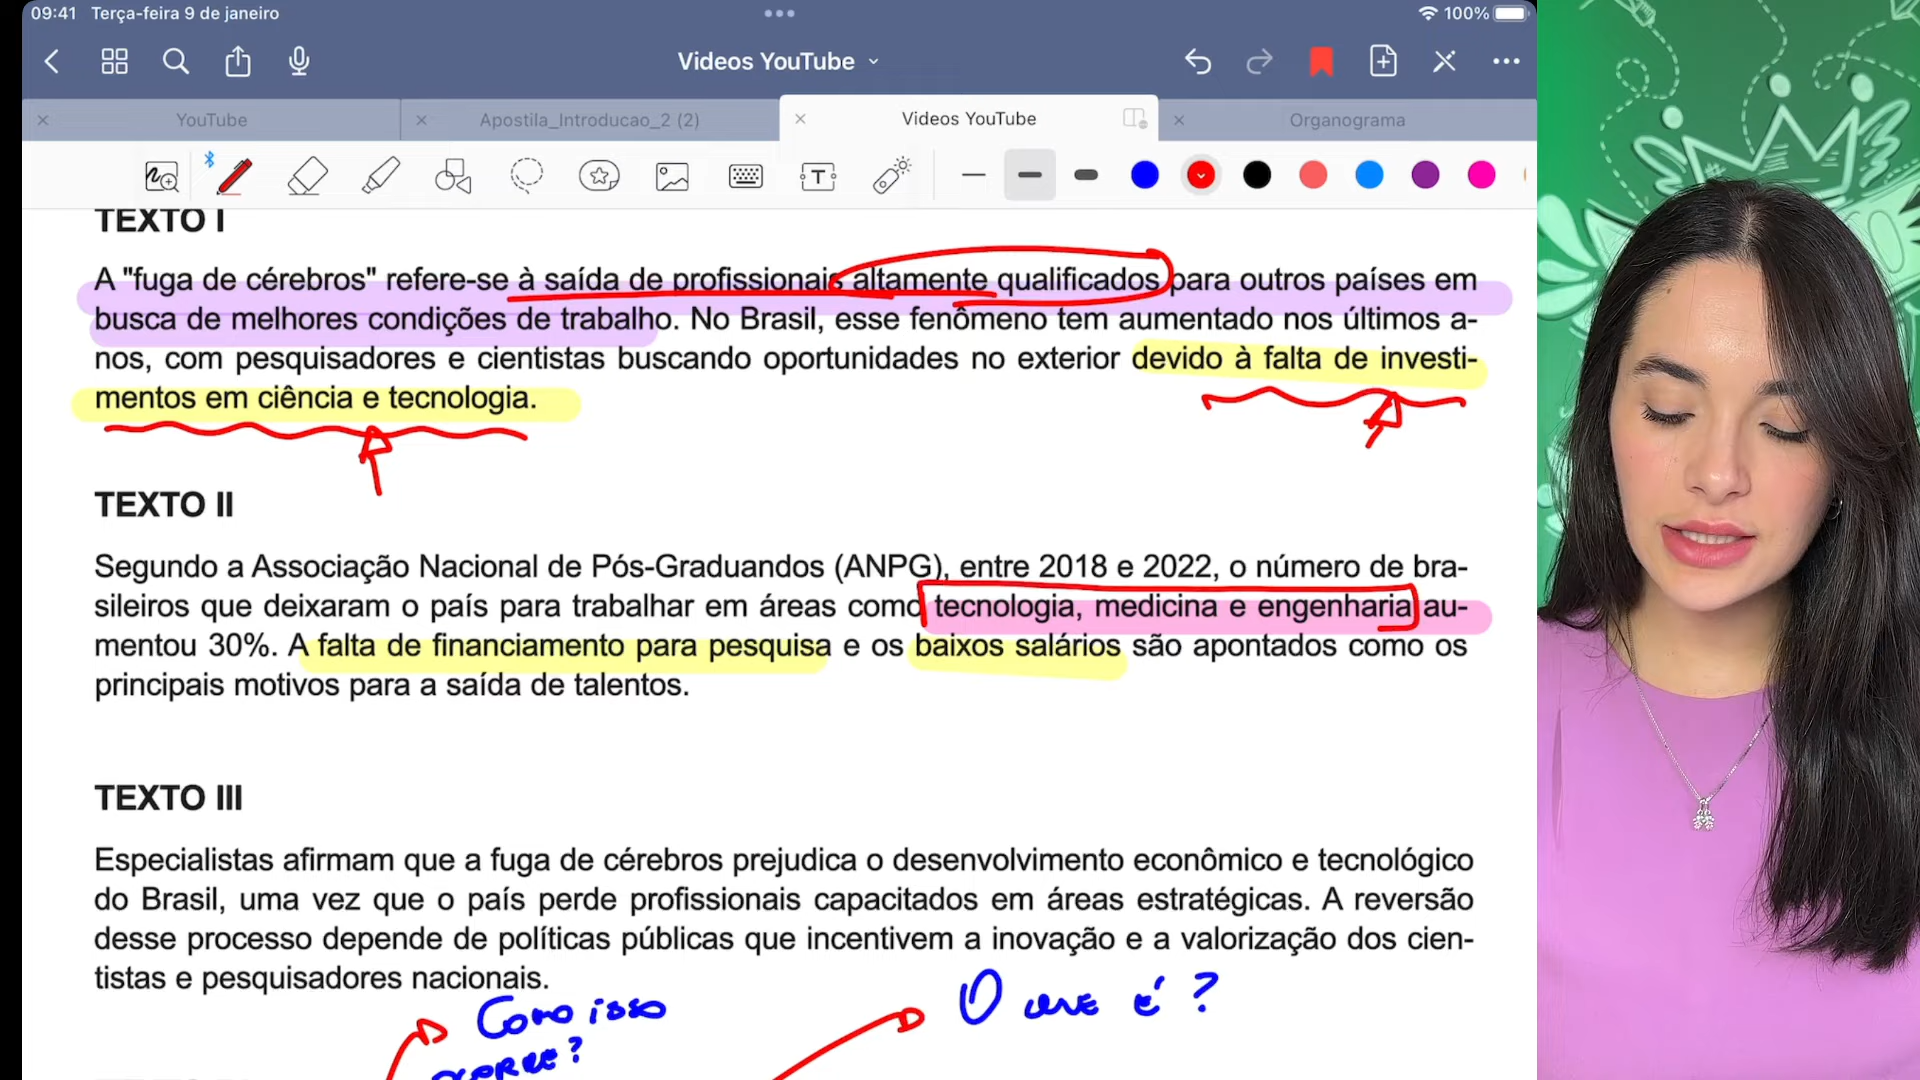 09:41 Terça-feira 9 de janeiro
100%
Videos YouTube
YouTube
Apostila_Introducao_2 (2)
Videos YouTube
Organograma
TEXTO I
A "fuga de cérebros" refere-se à saída de profissionais altamente qualificados para outros países em
busca de melhores condições de trabalho. No Brasil, esse fenômeno tem aumentado nos últimos a-
nos, com pesquisadores e cientistas buscando oportunidades no exterior devido à falta de investi-
mentos em ciência e tecnologia.
TEXTO II
Segundo a Associação Nacional de Pós-Graduandos (ANPG), entre 2018 e 2022, o número de bra-
sileiros que deixaram o país para trabalhar em áreas como tecnologia, medicina e engenharia au-
mentou 30%. A falta de financiamento para pesquisa e os baixos salários são apontados como os
principais motivos para a saída de talentos.
TEXTO III
Especialistas afirmam que a fuga de cérebros prejudica o desenvolvimento econômico e tecnológico
do Brasil, uma vez que o país perde profissionais capacitados em áreas estratégicas. A reversão
desse processo depende de políticas públicas que incentivem a inovação e a valorização dos cien-
tistas e pesquisadores nacionais.
Como isso
ocorre?
O que é ?